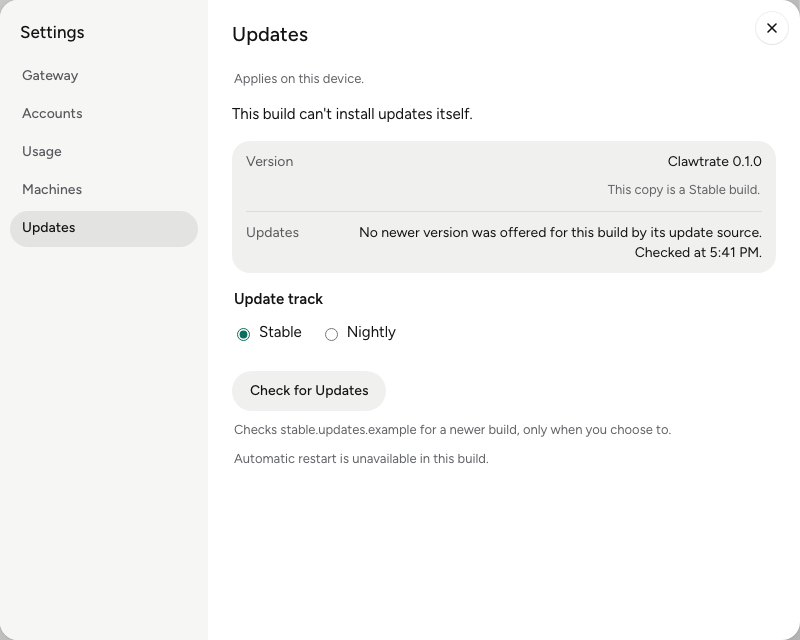 Settings
Gateway
Accounts
Usage
Machines
Updates
Updates
Applies on this device.
This build can't install updates itself.
Version
Clawtrate 0.1.0
This copy is a Stable build.
Updates
No newer version was offered for this build by its update source.
Checked at 5:41 PM.
Update track
Stable
Nightly
Check for Updates
Checks stable.updates.example for a newer build, only when you choose to.
Automatic restart is unavailable in this build.